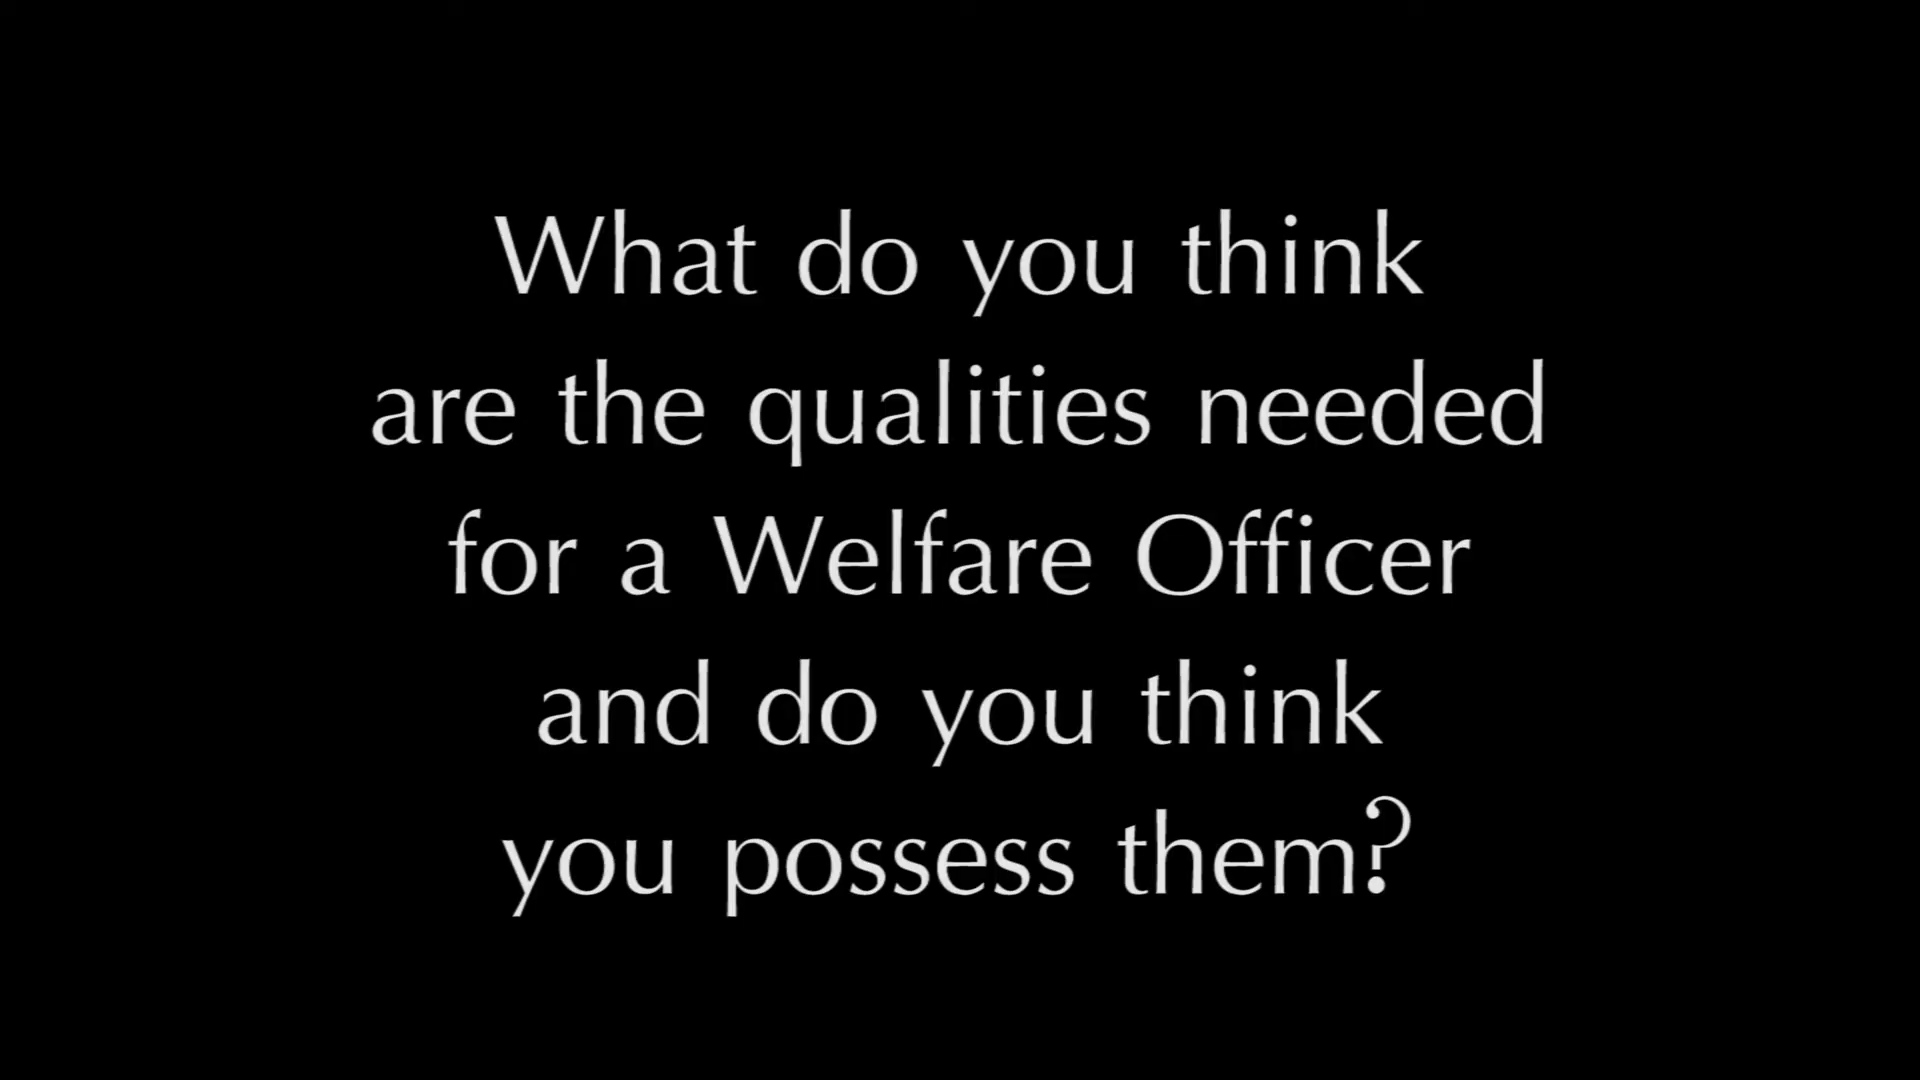 What do you think
are the qualities needed
for a Welfare Officer
and do you think
you possess them?